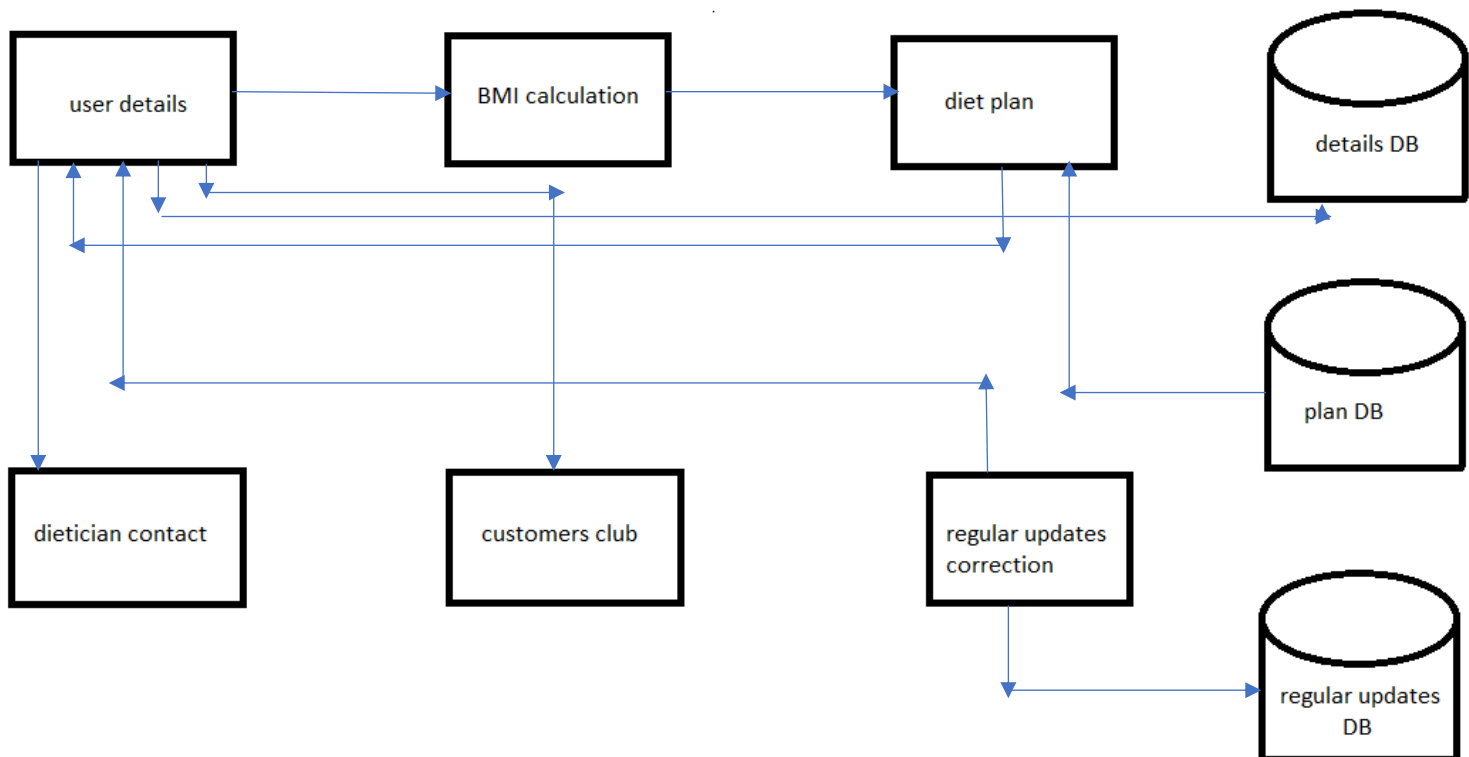 user details
BMI calculation
diet plan
details DB
plan DB
dietician contact
customers club
regular updates
correction
regular updates
DB